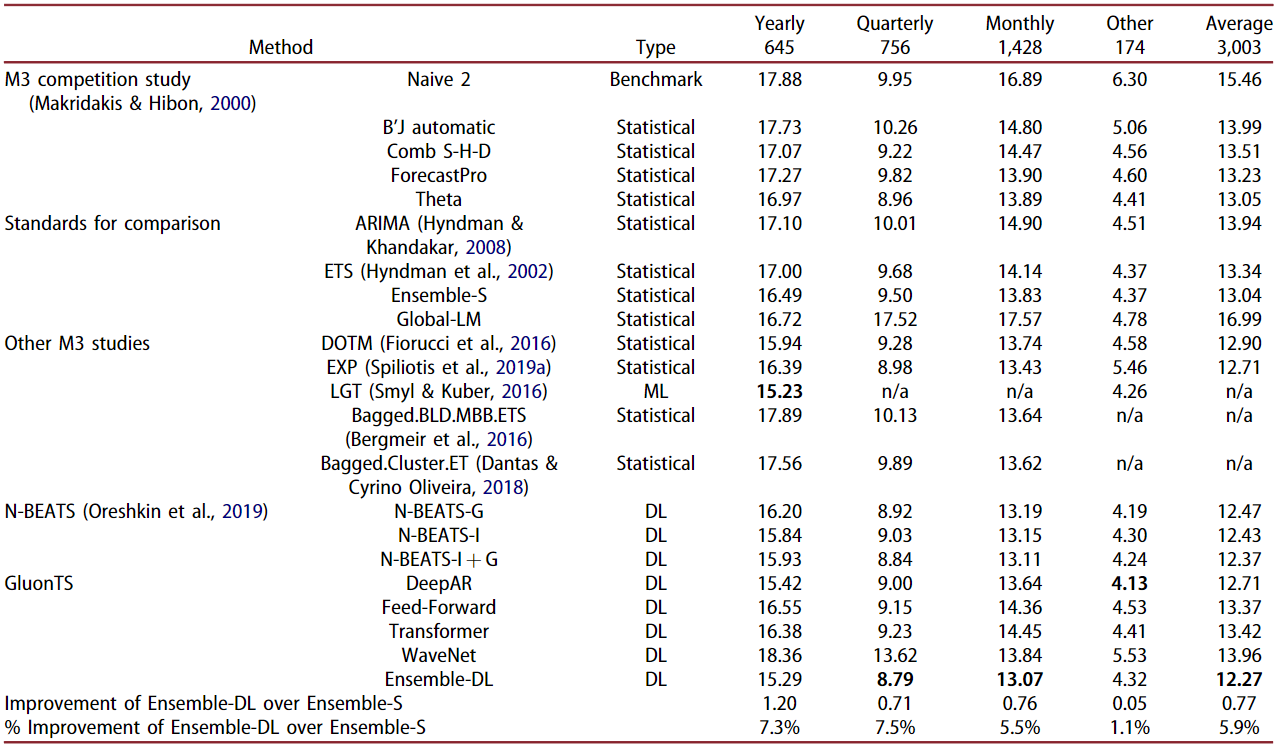 Yearly Quarterly Monthly Other Average
Method Type 645 756 1,428 174 3,003
M3 competition study Naive 2 Benchmark 17.88 9.95 16.89 6.30 15.46
(Makridakis & Hibon, 2000)
B'J automatic Statistical 17.73 10.26 14.80 5.06 13.99
Comb S-H-D Statistical 17.07 9.22 14.47 4.56 13.51
ForecastPro Statistical 17.27 9.82 13.90 4.60 13.23
Theta Statistical 16.97 8.96 13.89 4.41 13.05
Standards for comparison ARIMA (Hyndman & Statistical 17.10 10.01 14.90 4.51 13.94
Khandakar, 2008)
ETS (Hyndman et al., 2002) Statistical 17.00 9.68 14.14 4.37 13.34
Ensemble-S Statistical 16.49 9.50 13.83 4.37 13.04
Global-LM Statistical 16.72 17.52 17.57 4.78 16.99
Other M3 studies DOTM (Fiorucci et al., 2016) Statistical 15.94 9.28 13.74 4.58 12.90
EXP (Spiliotis et al., 2019a) Statistical 16.39 8.98 13.43 5.46 12.71
LGT (Smyl & Kuber, 2016) ML 15.23 n/a n/a 4.26 n/a
Bagged.BLD.MBB.ETS Statistical 17.89 10.13 13.64 n/a n/a
(Bergmeir et al., 2016)
Bagged.Cluster.ET (Dantas & Statistical 17.56 9.89 13.62 n/a n/a
Cyrino Oliveira, 2018)
N-BEATS (Oreshkin et al., 2019) N-BEATS-G DL 16.20 8.92 13.19 4.19 12.47
N-BEATS-I DL 15.84 9.03 13.15 4.30 12.43
N-BEATS-I + G DL 15.93 8.84 13.11 4.24 12.37
GluonTS DeepAR DL 15.42 9.00 13.64 4.13 12.71
Feed-Forward DL 16.55 9.15 14.36 4.53 13.37
Transformer DL 16.38 9.23 14.45 4.41 13.42
WaveNet DL 18.36 13.62 13.84 5.53 13.96
Ensemble-DL DL 15.29 8.79 13.07 4.32 12.27
Improvement of Ensemble-DL over Ensemble-S 1.20 0.71 0.76 0.05 0.77
% Improvement of Ensemble-DL over Ensemble-S 7.3% 7.5% 5.5% 1.1% 5.9%